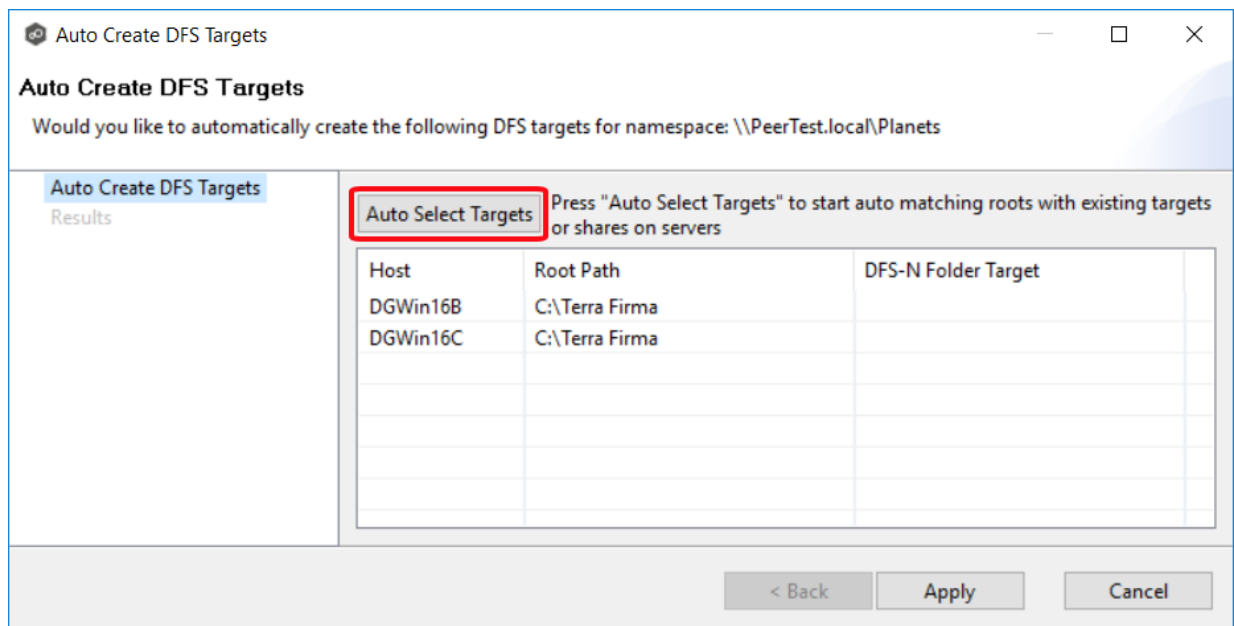 Auto Create DFS Targets
Auto Create DFS Targets
Would you like to automatically create the following DFS targets for namespace: \\PeerTest.local\Planets
Auto Create DFS Targets
Results
Auto Select Targets
Press "Auto Select Targets" to start auto matching roots with existing targets
or shares on servers
Host Root Path DFS-N Folder Target
DGWin16B C:\Terra Firma
DGWin16C C:\Terra Firma
< Back Apply Cancel